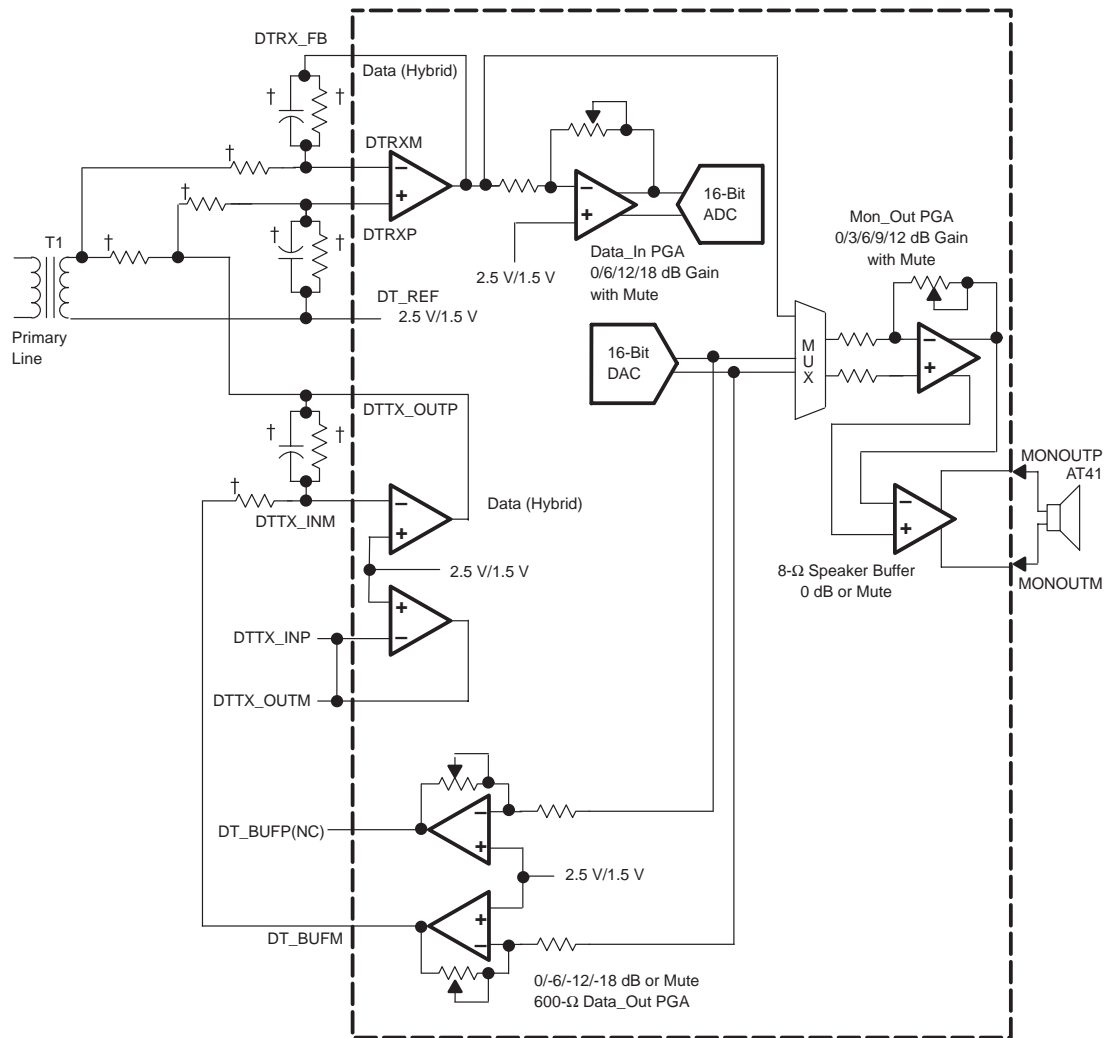 DTRX_FB
Data (Hybrid)
†
†
DTRXM
†
−
+
†
DTRXP
†
†
T1
†
DT_REF
2.5 V/1.5 V
Primary
Line
−
+
2.5 V/1.5 V
16-Bit
ADC
Data_In PGA
0/6/12/18 dB Gain
with Mute
Mon_Out PGA
0/3/6/9/12 dB Gain
with Mute
16-Bit
DAC
M
U
X
−
+
DTTX_OUTP
†
†
†
DTTX_INM
−
+
Data (Hybrid)
2.5 V/1.5 V
+
−
DTTX_INP
DTTX_OUTM
−
+
MONOUTP
AT41
MONOUTM
8-Ω Speaker Buffer
0 dB or Mute
−
+
DT_BUFP(NC)
2.5 V/1.5 V
+
−
DT_BUFM
0/-6/-12/-18 dB or Mute
600-Ω Data_Out PGA